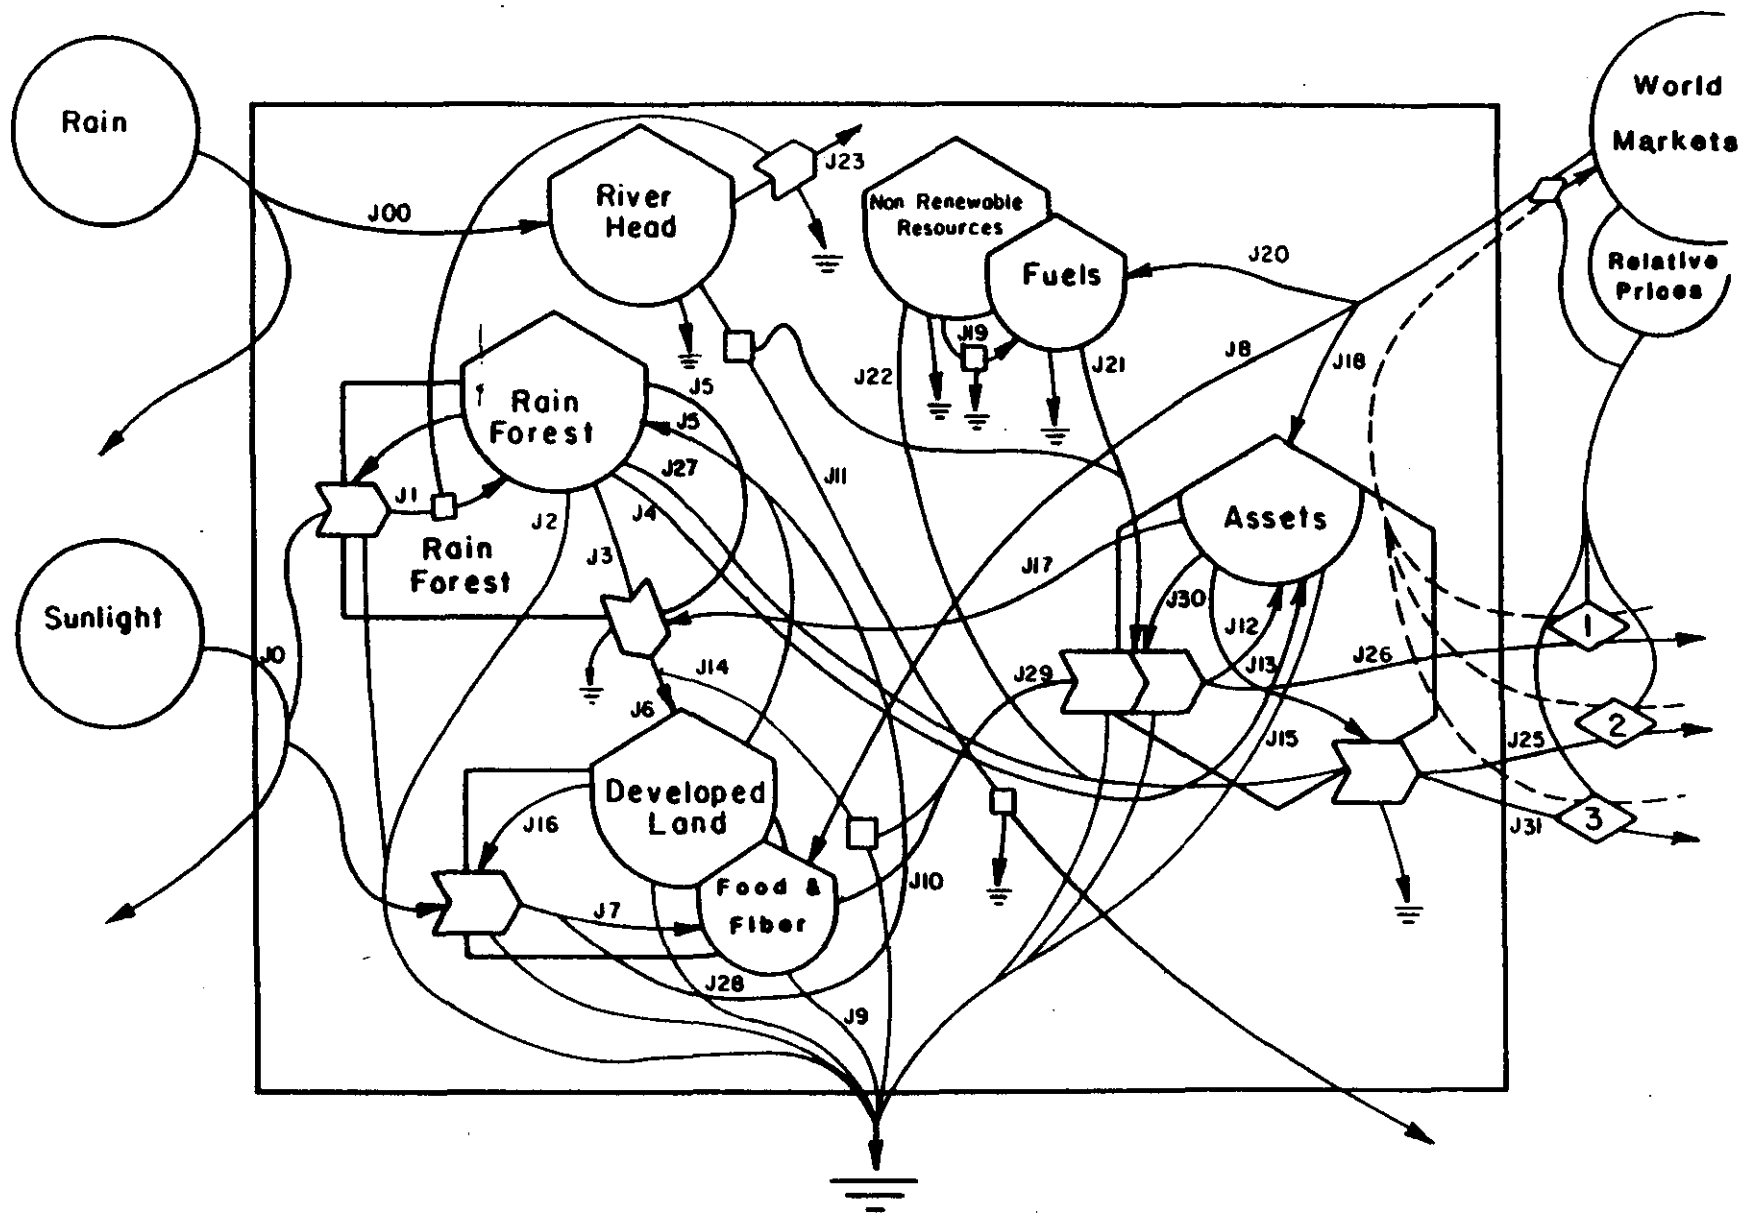 Rain
World
Markets
J00
River
Head
J23
Non Renewable
Resources
Fuels
J20
Relative
Prices
J19
J8
J18
J22
J21
Rain
Forest
J5
J5
J27
J11
J1
J2
J4
Assets
Rain
Forest
J3
J17
Sunlight
J0
J30
J12
1
J14
J29
J13
J26
J6
2
J15
J25
Developed
Land
J16
3
J31
J7
Food &
Fiber
J10
J28
J9